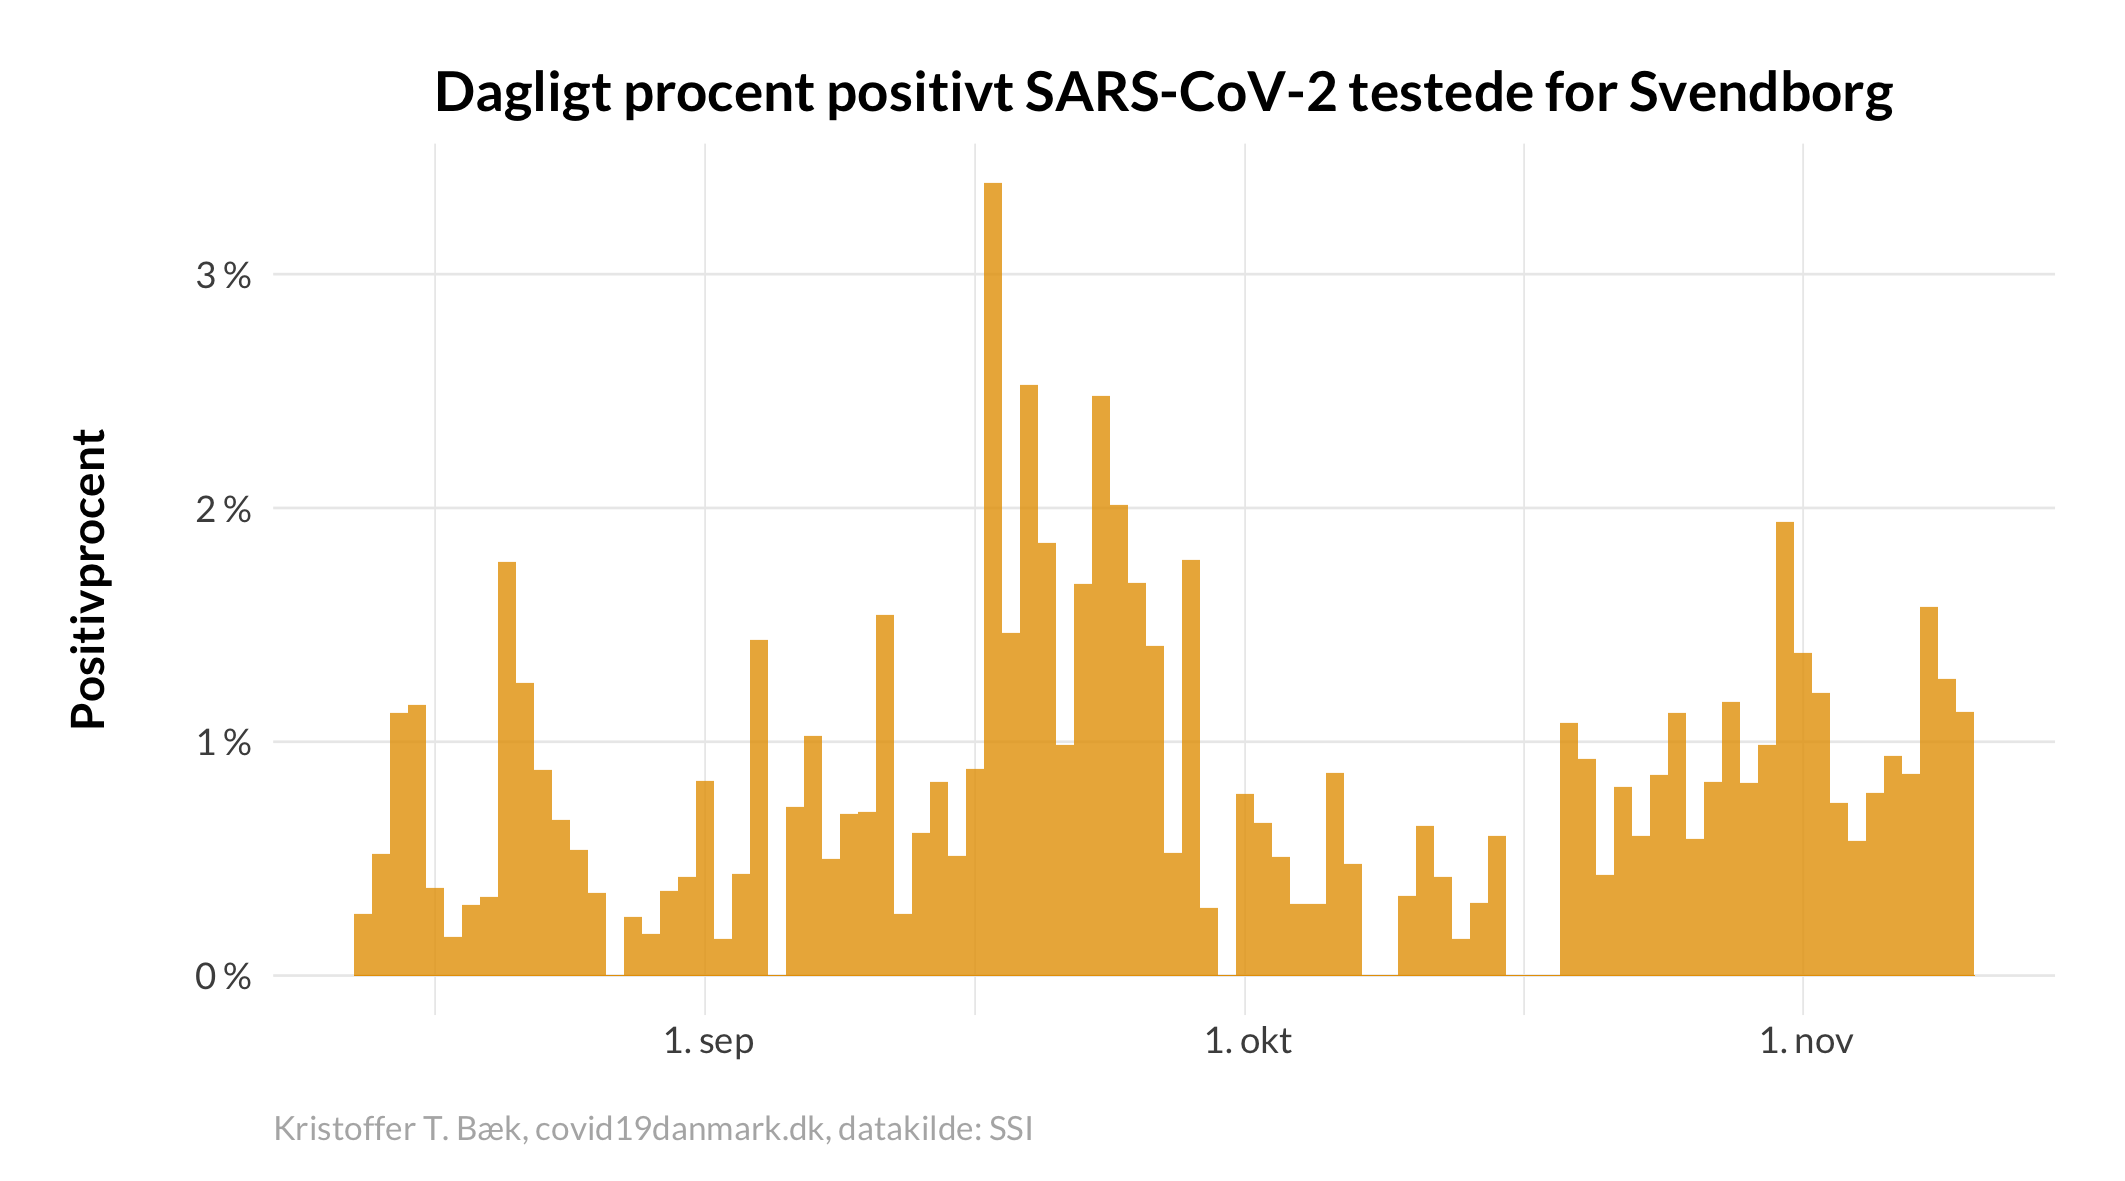 Dagligt procent positivt SARS-CoV-2 testede for Svendborg
Positivprocent
3 %
2 %
1 %
0 %
1. sep
1. okt
1. nov
Kristoffer T. Bæk, covid19danmark.dk, datakilde: SSI